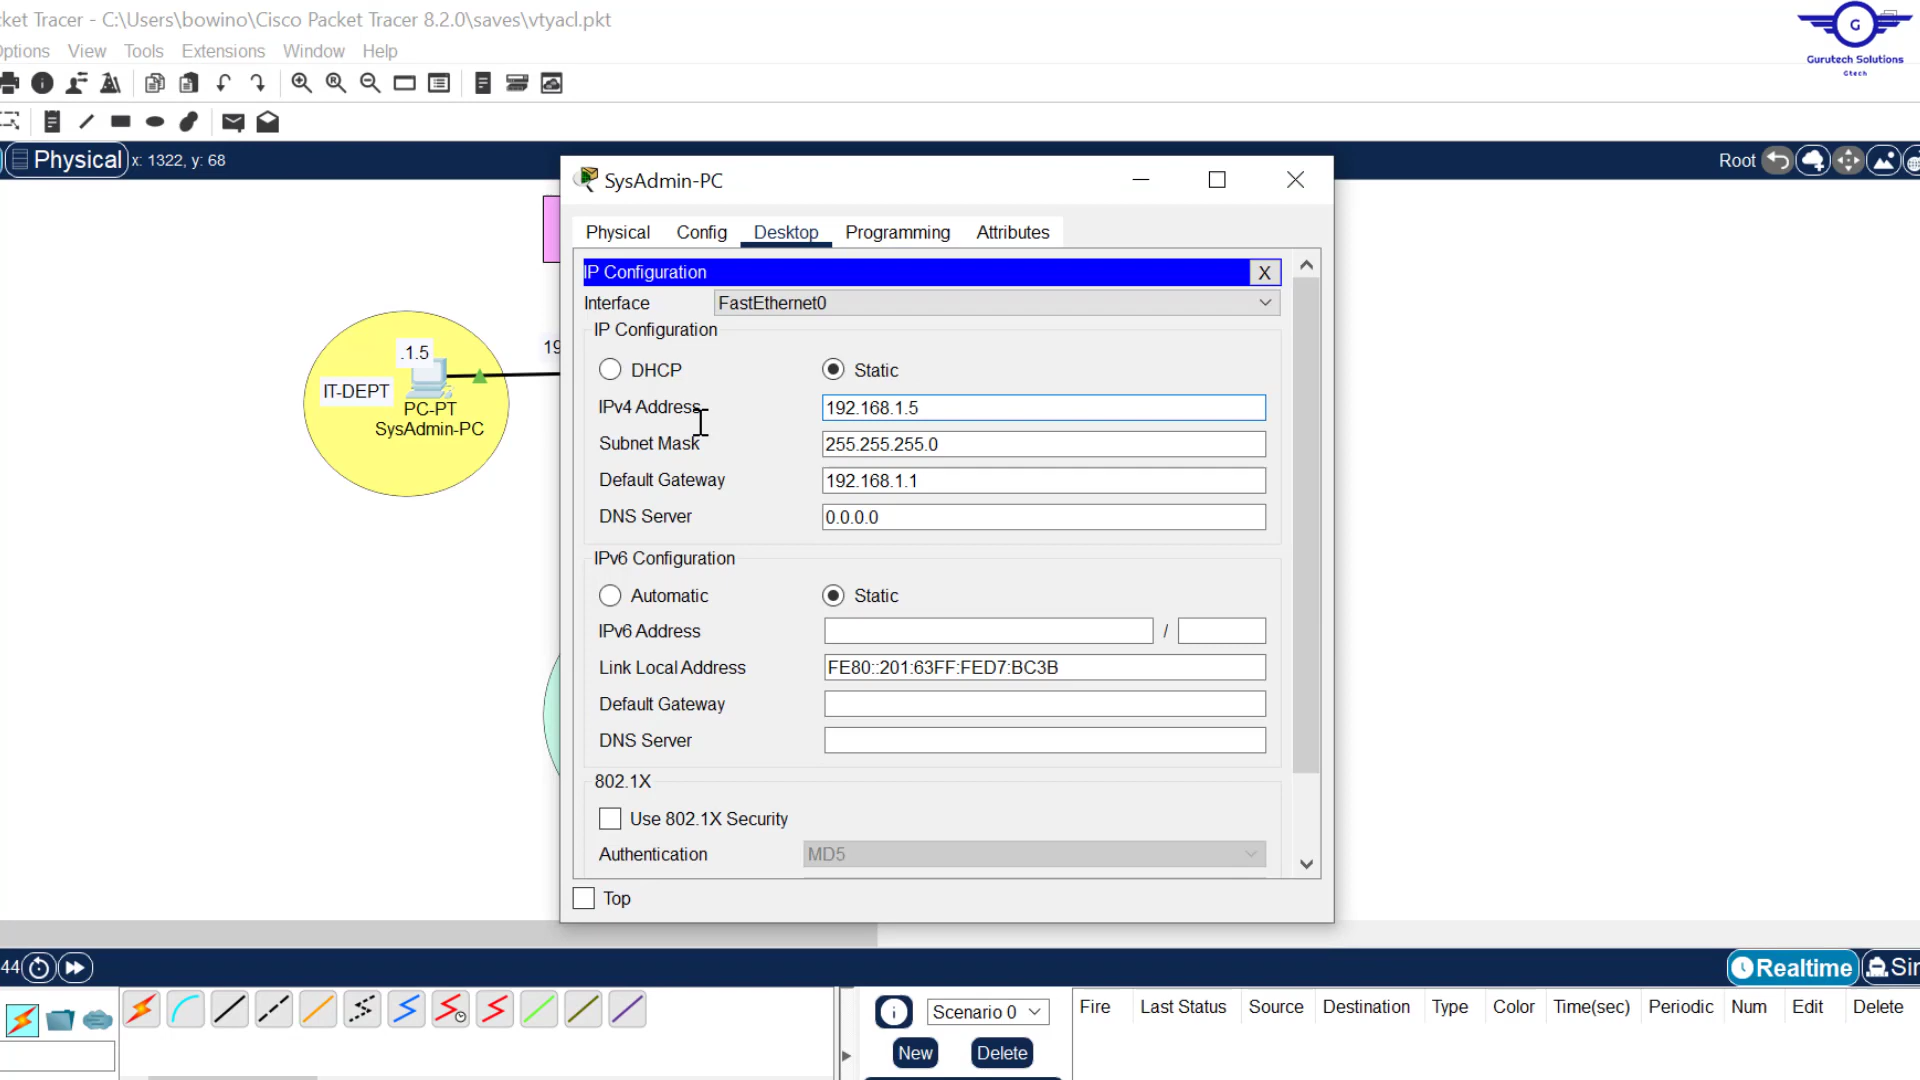 cket Tracer - C:\Users\bowino\Cisco Packet Tracer 8.2.0\saves\vtyacl.pkt
Options View Tools Extensions Window Help
G
Gurutech Solutions
Gtech
Physical x: 1322, y: 68
Root
SysAdmin-PC
Physical Config Desktop Programming Attributes
IP Configuration X
Interface FastEthernet0
IP Configuration
DHCP Static
IPv4 Address 192.168.1.5
Subnet Mask 255.255.255.0
Default Gateway 192.168.1.1
DNS Server 0.0.0.0
IPv6 Configuration
Automatic Static
IPv6 Address /
Link Local Address FE80::201:63FF:FED7:BC3B
Default Gateway
DNS Server
802.1X
Use 802.1X Security
Authentication MD5
Top
.1.5
19
IT-DEPT
PC-PT
SysAdmin-PC
44
Realtime
Sim
Scenario 0
New Delete
Fire Last Status Source Destination Type Color Time(sec) Periodic Num Edit Delete